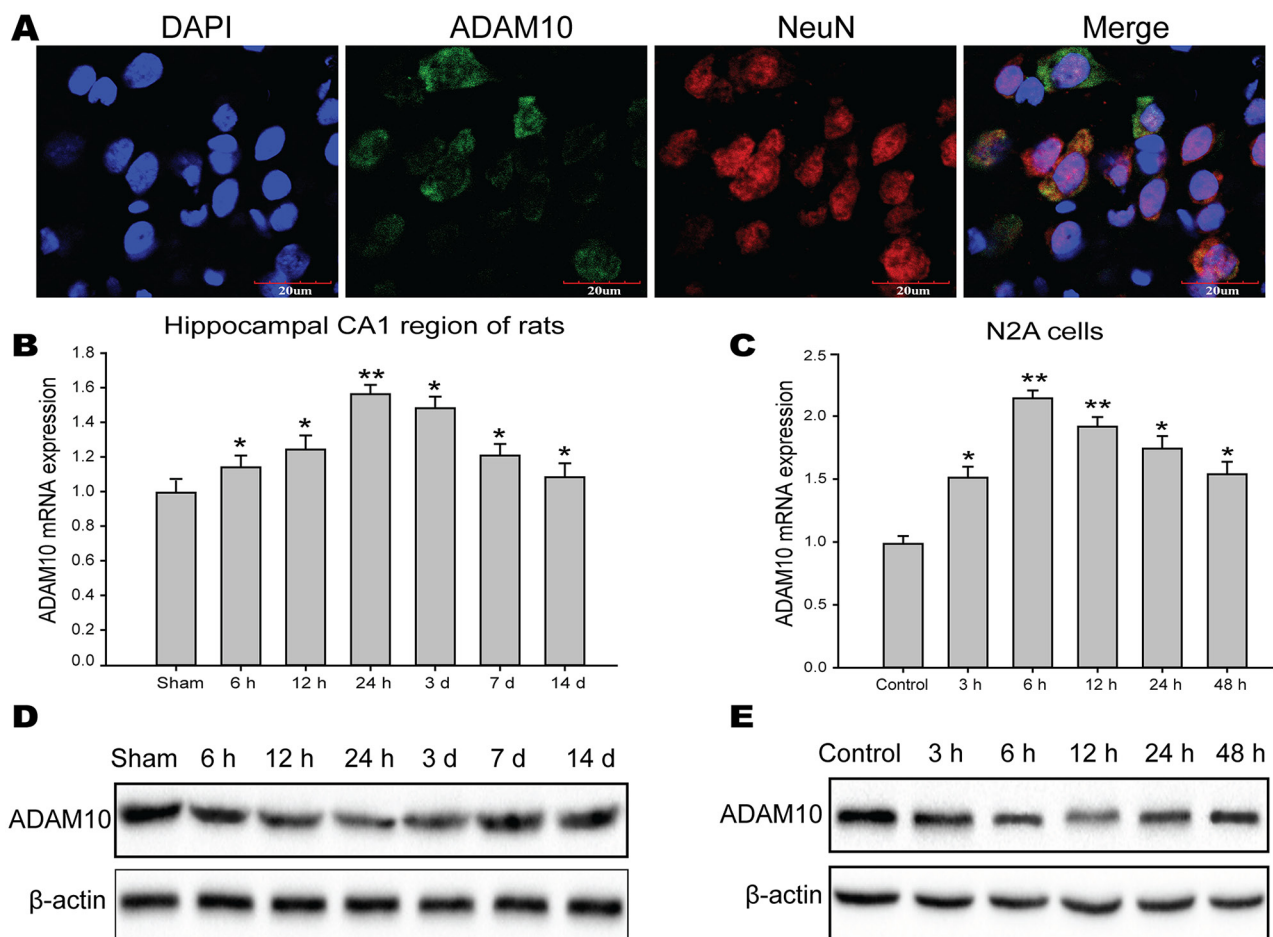 A
DAPI ADAM10 NeuN Merge
20um 20um 20um 20um
B
Hippocampal CA1 region of rats
ADAM10 mRNA expression
1.8
1.6
1.4
1.2
1.0
0.8
0.6
0.4
0.2
0.0
* * ** * * *
Sham 6 h 12 h 24 h 3 d 7 d 14 d
C
N2A cells
ADAM10 mRNA expression
2.5
2.0
1.5
1.0
0.5
0.0
* ** ** * *
Control 3 h 6 h 12 h 24 h 48 h
D
Sham 6 h 12 h 24 h 3 d 7 d 14 d
ADAM10
β-actin
E
Control 3 h 6 h 12 h 24 h 48 h
ADAM10
β-actin